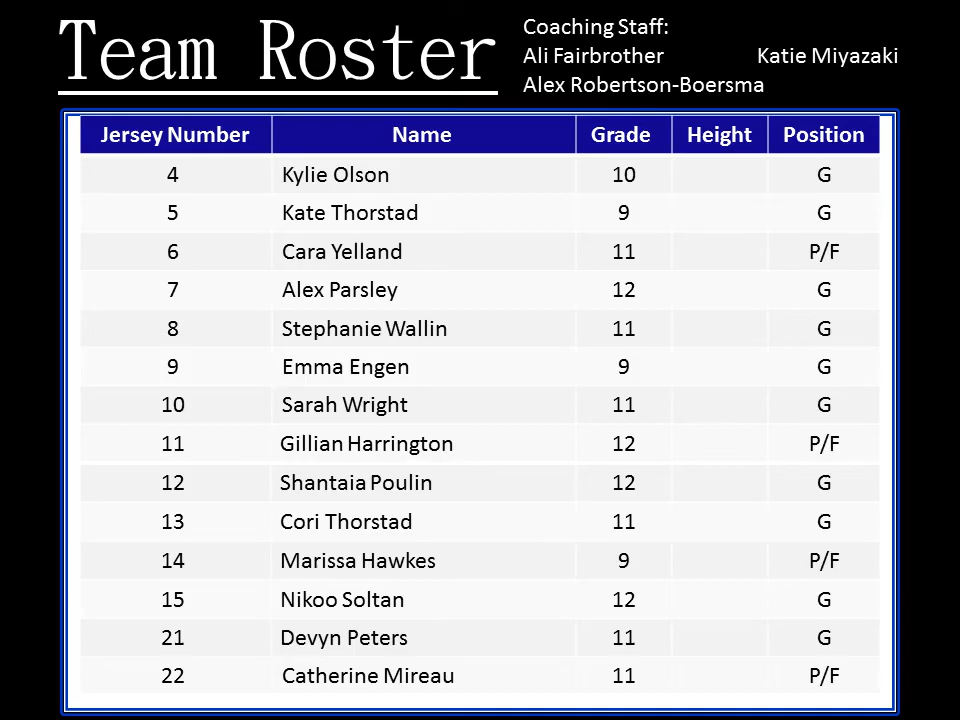 Team Roster
Coaching Staff:
Ali Fairbrother Katie Miyazaki
Alex Robertson-Boersma
Jersey Number Name Grade Height Position
4 Kylie Olson 10 G
5 Kate Thorstad 9 G
6 Cara Yelland 11 P/F
7 Alex Parsley 12 G
8 Stephanie Wallin 11 G
9 Emma Engen 9 G
10 Sarah Wright 11 G
11 Gillian Harrington 12 P/F
12 Shantaia Poulin 12 G
13 Cori Thorstad 11 G
14 Marissa Hawkes 9 P/F
15 Nikoo Soltan 12 G
21 Devyn Peters 11 G
22 Catherine Mireau 11 P/F